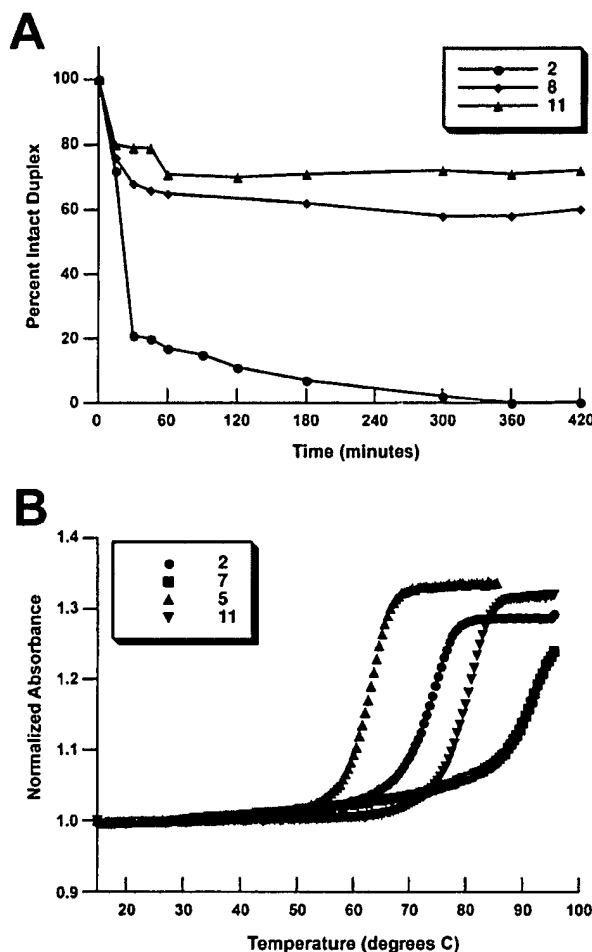 A
Percent Intact Duplex
100
80
60
40
20
0
2
8
11
0 60 120 180 240 300 360 420
Time (minutes)
B
Normalized Absorbance
1.4
1.3
1.2
1.1
1.0
0.9
2
7
5
11
20 30 40 50 60 70 80 90 100
Temperature (degrees C)